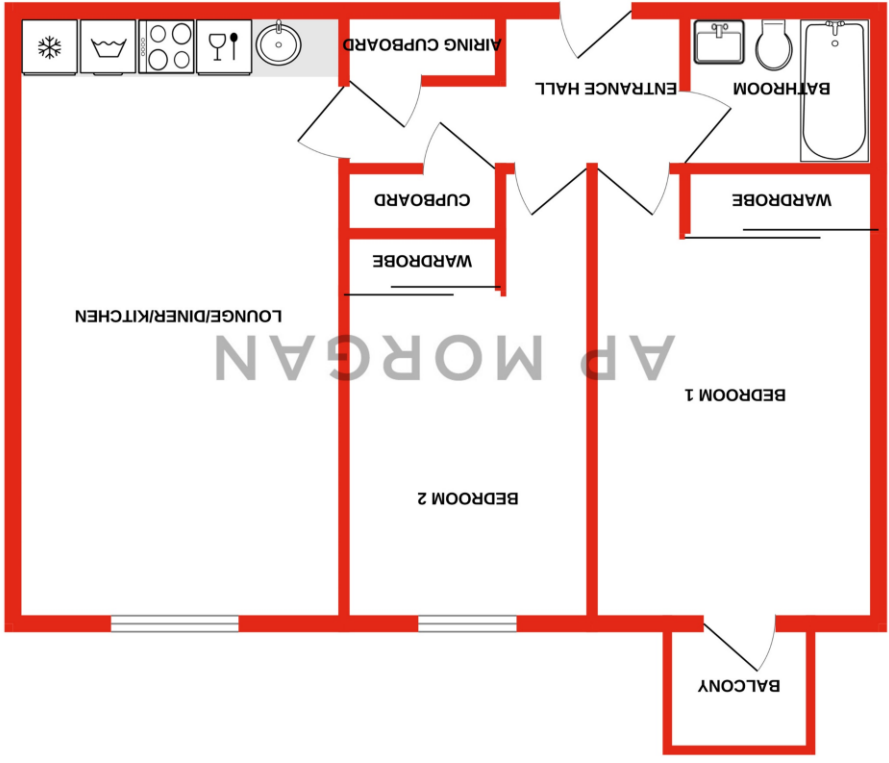 BALCONY
BEDROOM 2
BEDROOM 1
AP MORGAN
LOUNGE/DINER/KITCHEN
WARDROBE
WARDROBE
CUPBOARD
BATHROOM
ENTRANCE HALL
AIRING CUPBOARD